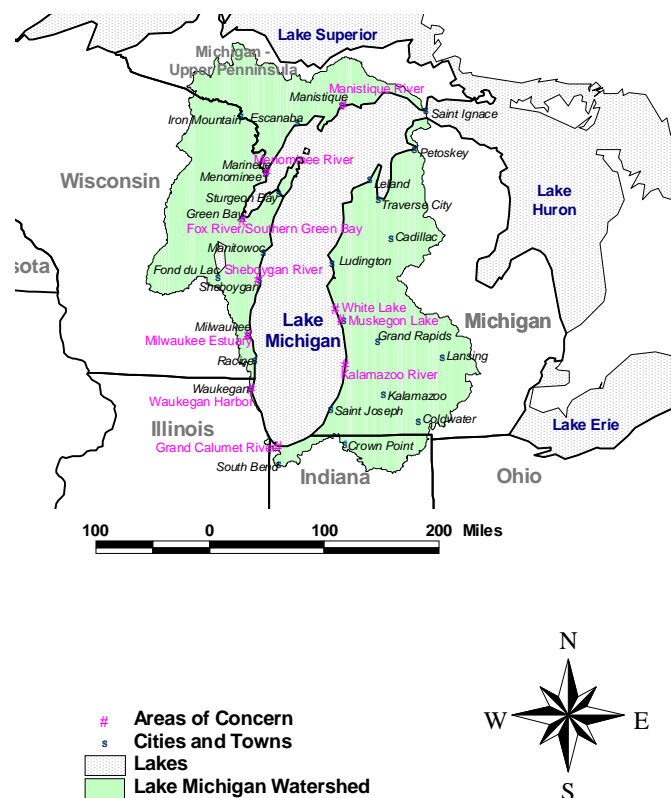 Lake Superior
Michigan -
Upper Penninsula
Manistique River
Manistique
Saint Ignace
Iron Mountain
Escanaba
Petoskey
Menominee River
Marinette
Menominee
Leland
Wisconsin
Sturgeon Bay
Traverse City
Lake
Huron
Green Bay
Fox River/Southern Green Bay
Cadillac
Manitowoc
sota
Fond du Lac
Sheboygan River
Ludington
Sheboygan
White Lake
Lake
Michigan
Muskegon Lake
Michigan
Milwaukee
Milwaukee Estuary
Grand Rapids
Racine
Lansing
Kalamazoo River
Waukegan
Waukegan Harbor
Kalamazoo
Saint Joseph
Coldwater
Illinois
Lake Erie
Grand Calumet River
Crown Point
South Bend
Indiana
Ohio
100 0 100 200 Miles
N
W E
S
# Areas of Concern
s Cities and Towns
Lakes
Lake Michigan Watershed